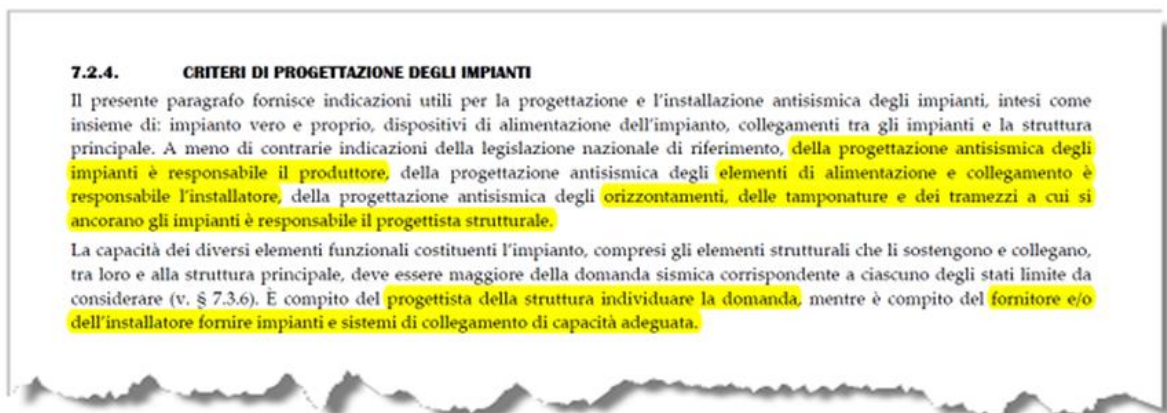 7.2.4. CRITERI DI PROGETTAZIONE DEGLI IMPIANTI
Il presente paragrafo fornisce indicazioni utili per la progettazione e l'installazione antisismica degli impianti, intesi come
insieme di: impianto vero e proprio, dispositivi di alimentazione dell'impianto, collegamenti tra gli impianti e la struttura
principale. A meno di contrarie indicazioni della legislazione nazionale di riferimento, della progettazione antisismica degli
impianti è responsabile il produttore, della progettazione antisismica degli elementi di alimentazione e collegamento è
responsabile l'installatore, della progettazione antisismica degli orizzontamenti, delle tamponature e dei tramezzi a cui si
ancorano gli impianti è responsabile il progettista strutturale.
La capacità dei diversi elementi funzionali costituenti l'impianto, compresi gli elementi strutturali che li sostengono e collegano,
tra loro e alla struttura principale, deve essere maggiore della domanda sismica corrispondente a ciascuno degli stati limite da
considerare (v. § 7.3.6). È compito del progettista della struttura individuare la domanda, mentre è compito del fornitore e/o
dell'installatore fornire impianti e sistemi di collegamento di capacità adeguata.